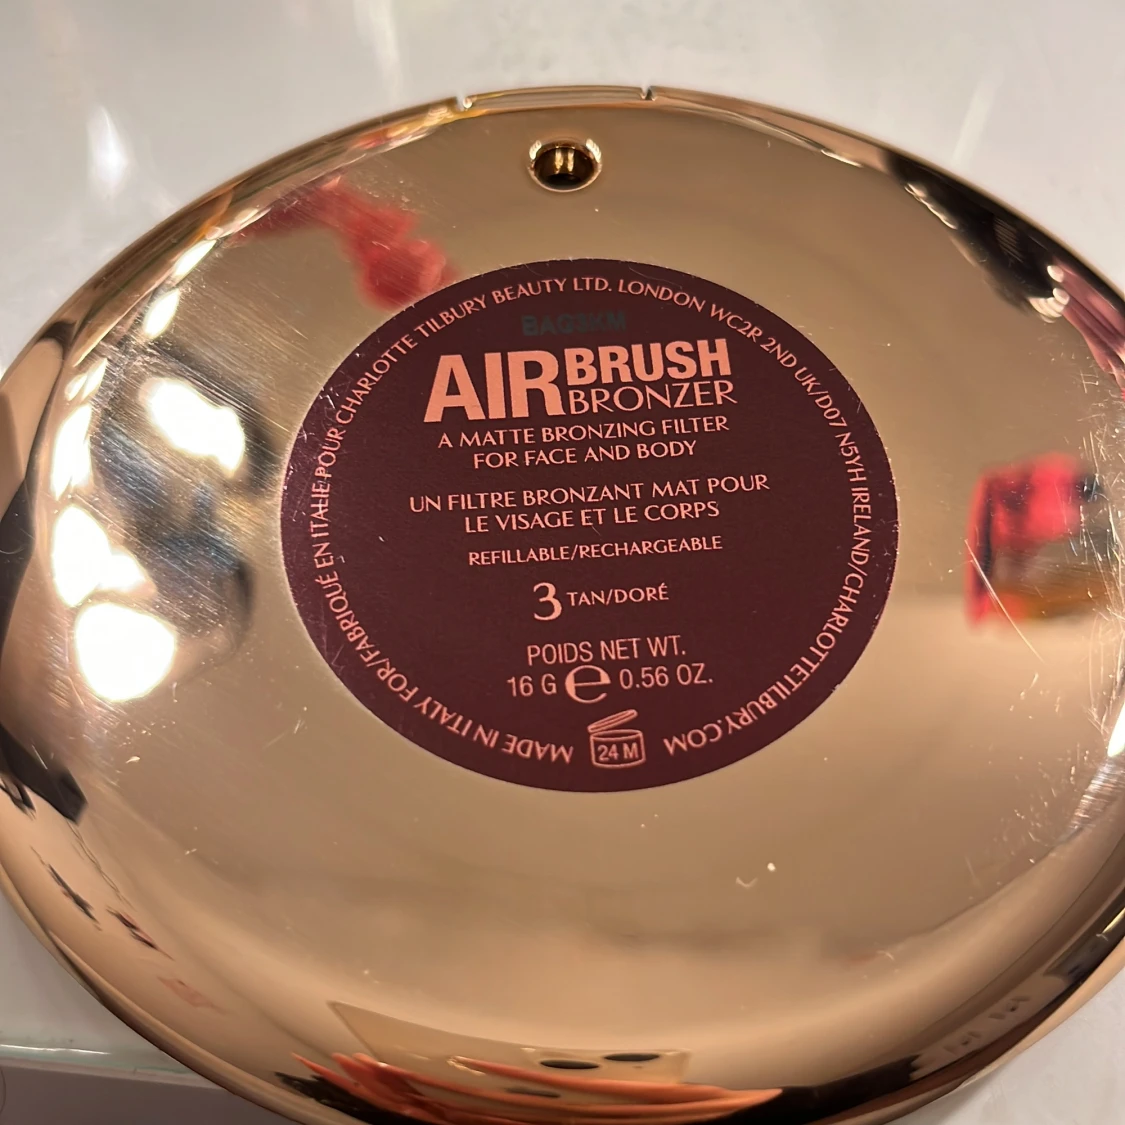 POUR CHARLOTTE TILBURY BEAUTY LTD. LONDON WC2R 2ND UK/D07 N5YH IRELAND/CHARLOTTETILBURY.COM
AIRBRUSH
BRONZER
A MATTE BRONZING FILTER
FOR FACE AND BODY
UN FILTRE BRONZANT MAT POUR
LE VISAGE ET LE CORPS
REFILLABLE/RECHARGEABLE
3 TAN/DORÉ
POIDS NET WT.
16 G e 0.56 OZ.
24 M
MADE IN ITALY FOR/FABRIQUÉ EN ITALIE